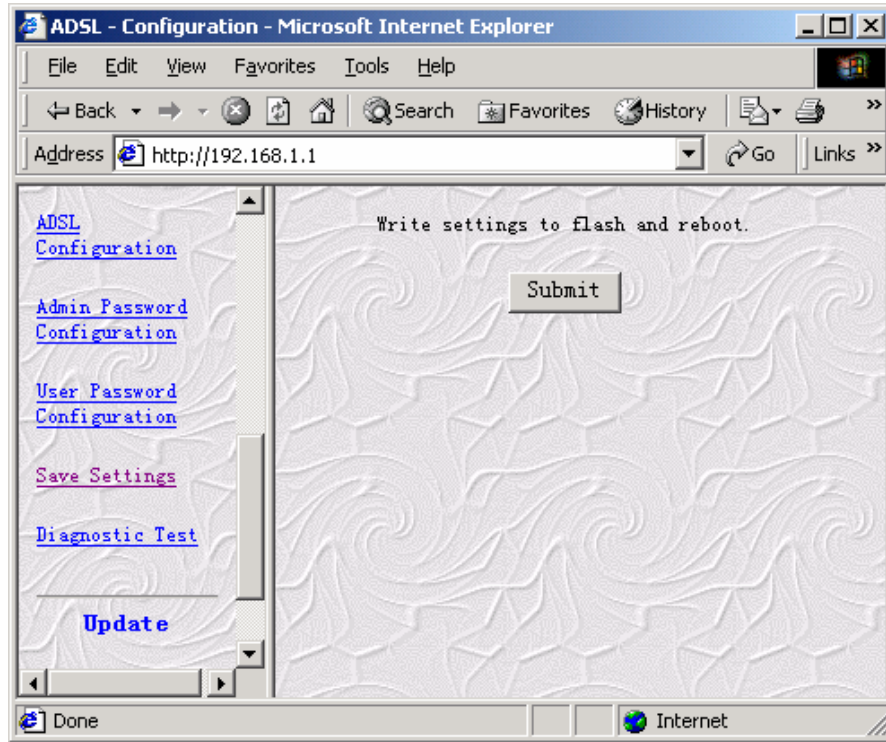 ADSL - Configuration - Microsoft Internet Explorer
File Edit View Favorites Tools Help
Back Search Favorites History »
Address http://192.168.1.1 Go Links »
ADSL
Configuration
Admin Password
Configuration
User Password
Configuration
Save Settings
Diagnostic Test
Update
Write settings to flash and reboot.
Submit
Done Internet